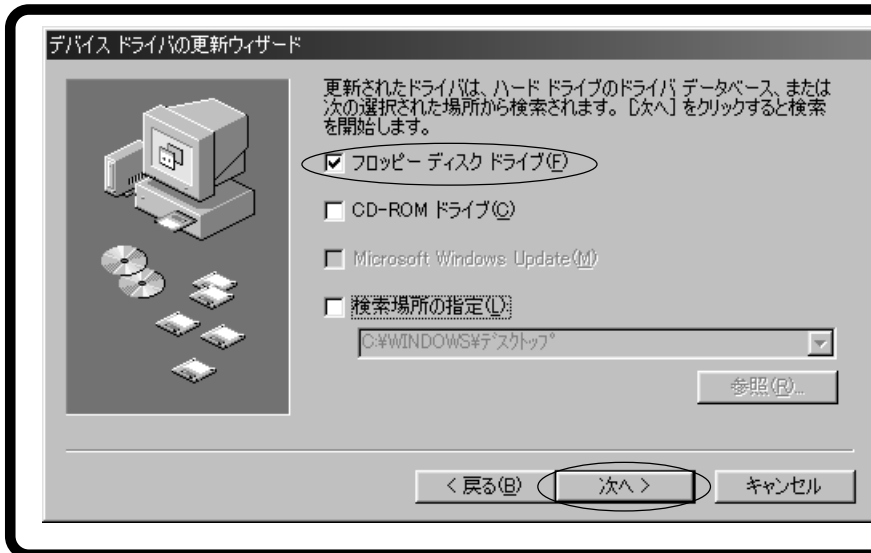 デバイス ドライバの更新ウィザード
更新されたドライバは、ハード ドライブのドライバ データベース、または
次の選択された場所から検索されます。[次へ] をクリックすると検索
を開始します。
フロッピー ディスク ドライブ(F)
CD-ROM ドライブ(C)
Microsoft Windows Update(M)
検索場所の指定(L):
C:¥WINDOWS¥ﾃﾞｽｸﾄｯﾌﾟ
参照(R)...
< 戻る(B)
次へ >
キャンセル